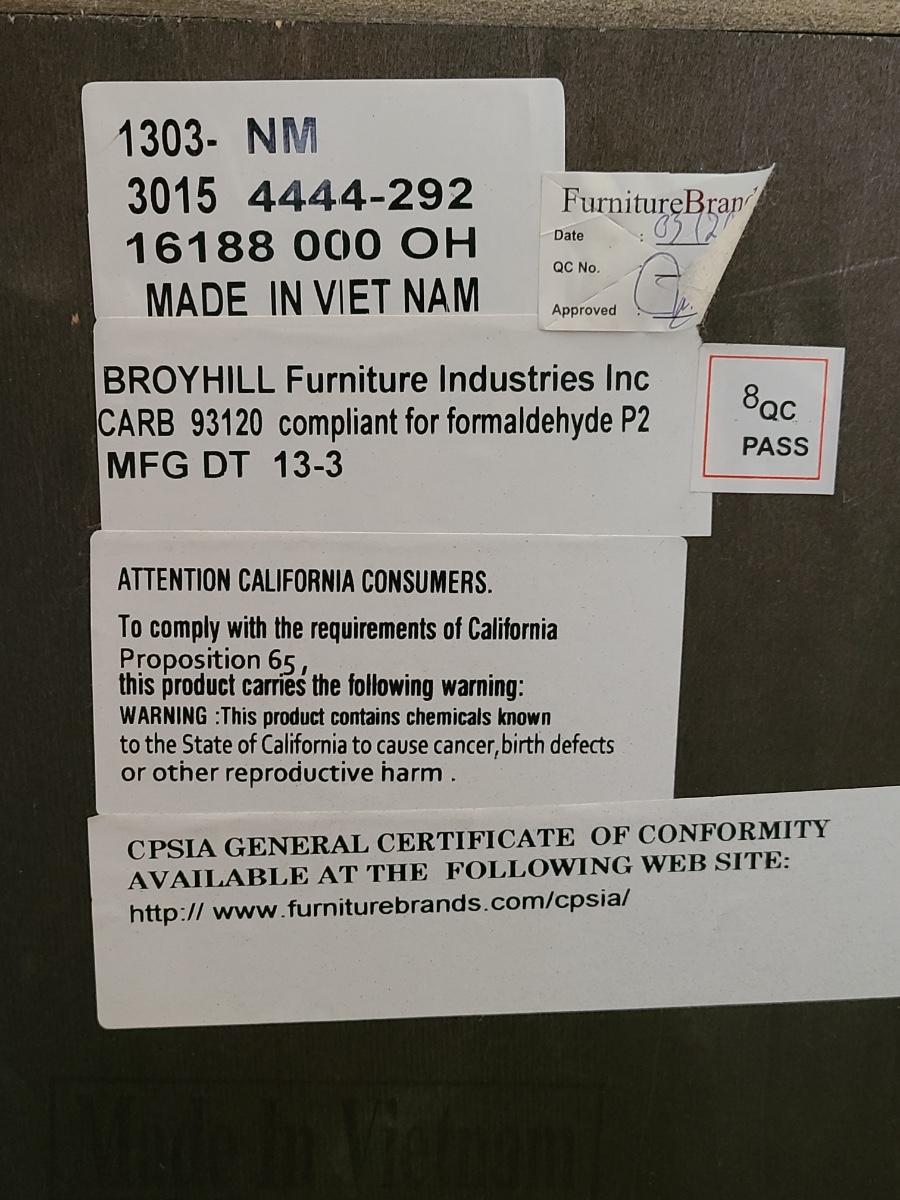 1303- NM
3015 4444-292
16188 000 OH
MADE IN VIET NAM
FurnitureBran
Date :
QC No. :
Approved :
BROYHILL Furniture Industries Inc
CARB 93120 compliant for formaldehyde P2
MFG DT 13-3
8QC
PASS
ATTENTION CALIFORNIA CONSUMERS.
To comply with the requirements of California
Proposition 65,
this product carries the following warning:
WARNING :This product contains chemicals known
to the State of California to cause cancer,birth defects
or other reproductive harm .
CPSIA GENERAL CERTIFICATE OF CONFORMITY
AVAILABLE AT THE FOLLOWING WEB SITE:
http:// www.furniturebrands.com/cpsia/
Made In Vietnam